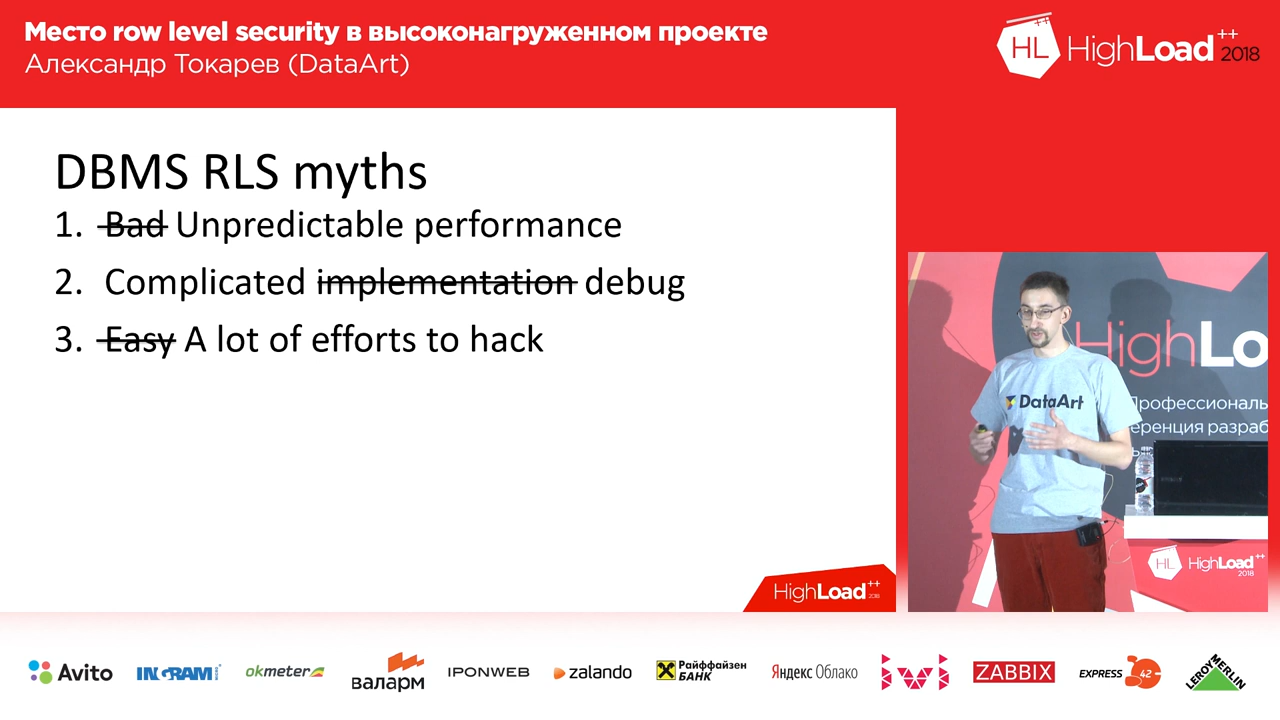 Место row level security в высоконагруженном проекте
Александр Токарев (DataArt)
HL HighLoad++ 2018
DBMS RLS myths
1. Bad Unpredictable performance
2. Complicated implementation debug
3. Easy A lot of efforts to hack
HighLoad++
HighLo
DataArt
Професcиональ
еренция разраб
HL HighLoad++ 2018
Avito
INGRAM
okmeter
ВАЛАРМ
IPONWEB
zalando
Райффайзен
БАНК
Яндекс Облако
ivi
ZABBIX
EXPRESS 42
LEROY MERLIN